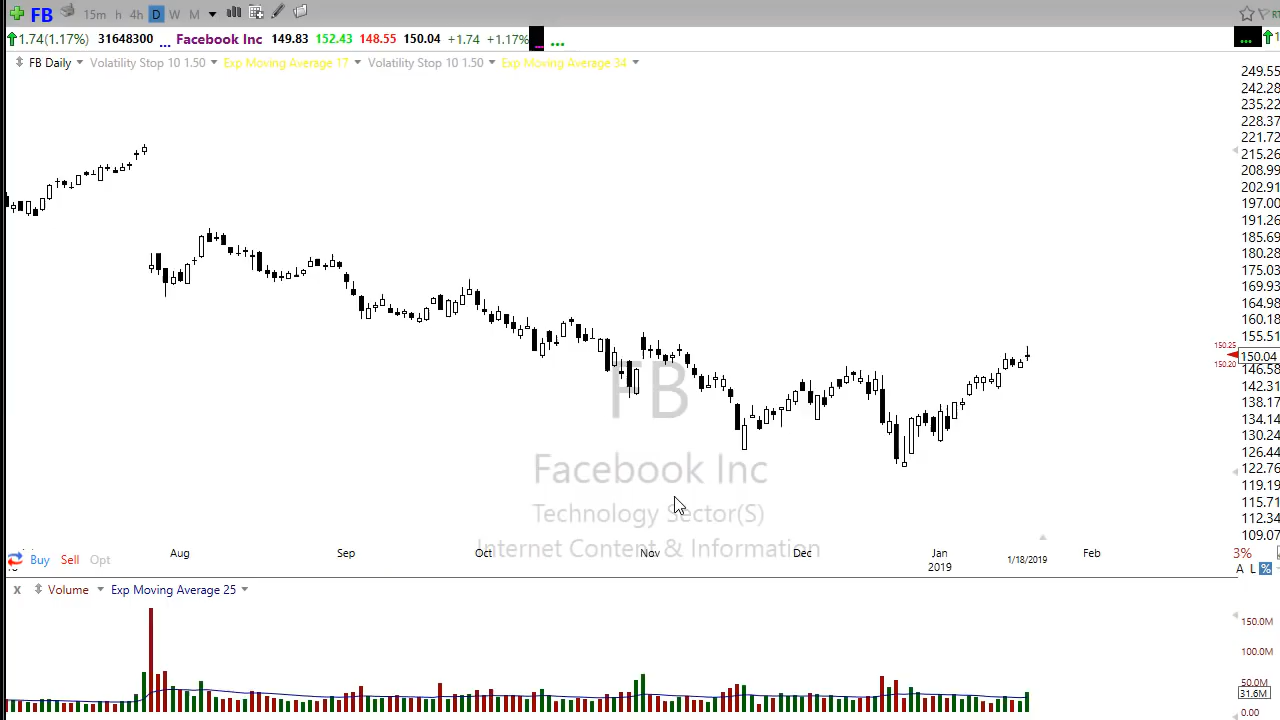 FB 15m h 4h D W M
1.74(1.17%) 31648300 ... Facebook Inc 149.83 152.43 148.55 150.04 +1.74 +1.17% ...
FB Daily Volatility Stop 10 1.50 Exp Moving Average 17 Volatility Stop 10 1.50 Exp Moving Average 34
249.55
242.28
235.22
228.37
221.72
215.26
208.99
202.91
197.00
191.26
185.69
180.28
175.03
169.93
164.98
160.18
155.51
150.25
150.04
150.20
146.58
142.31
138.17
134.14
130.24
126.44
122.76
119.19
115.71
112.34
109.07
FB
Facebook Inc
Technology Sector(S)
Internet Content & Information
Aug Sep Oct Nov Dec Jan Feb
2019 1/18/2019
Buy Sell Opt
3%
A L %
x Volume Exp Moving Average 25
150.0M
100.0M
50.0M
31.6M
0.00